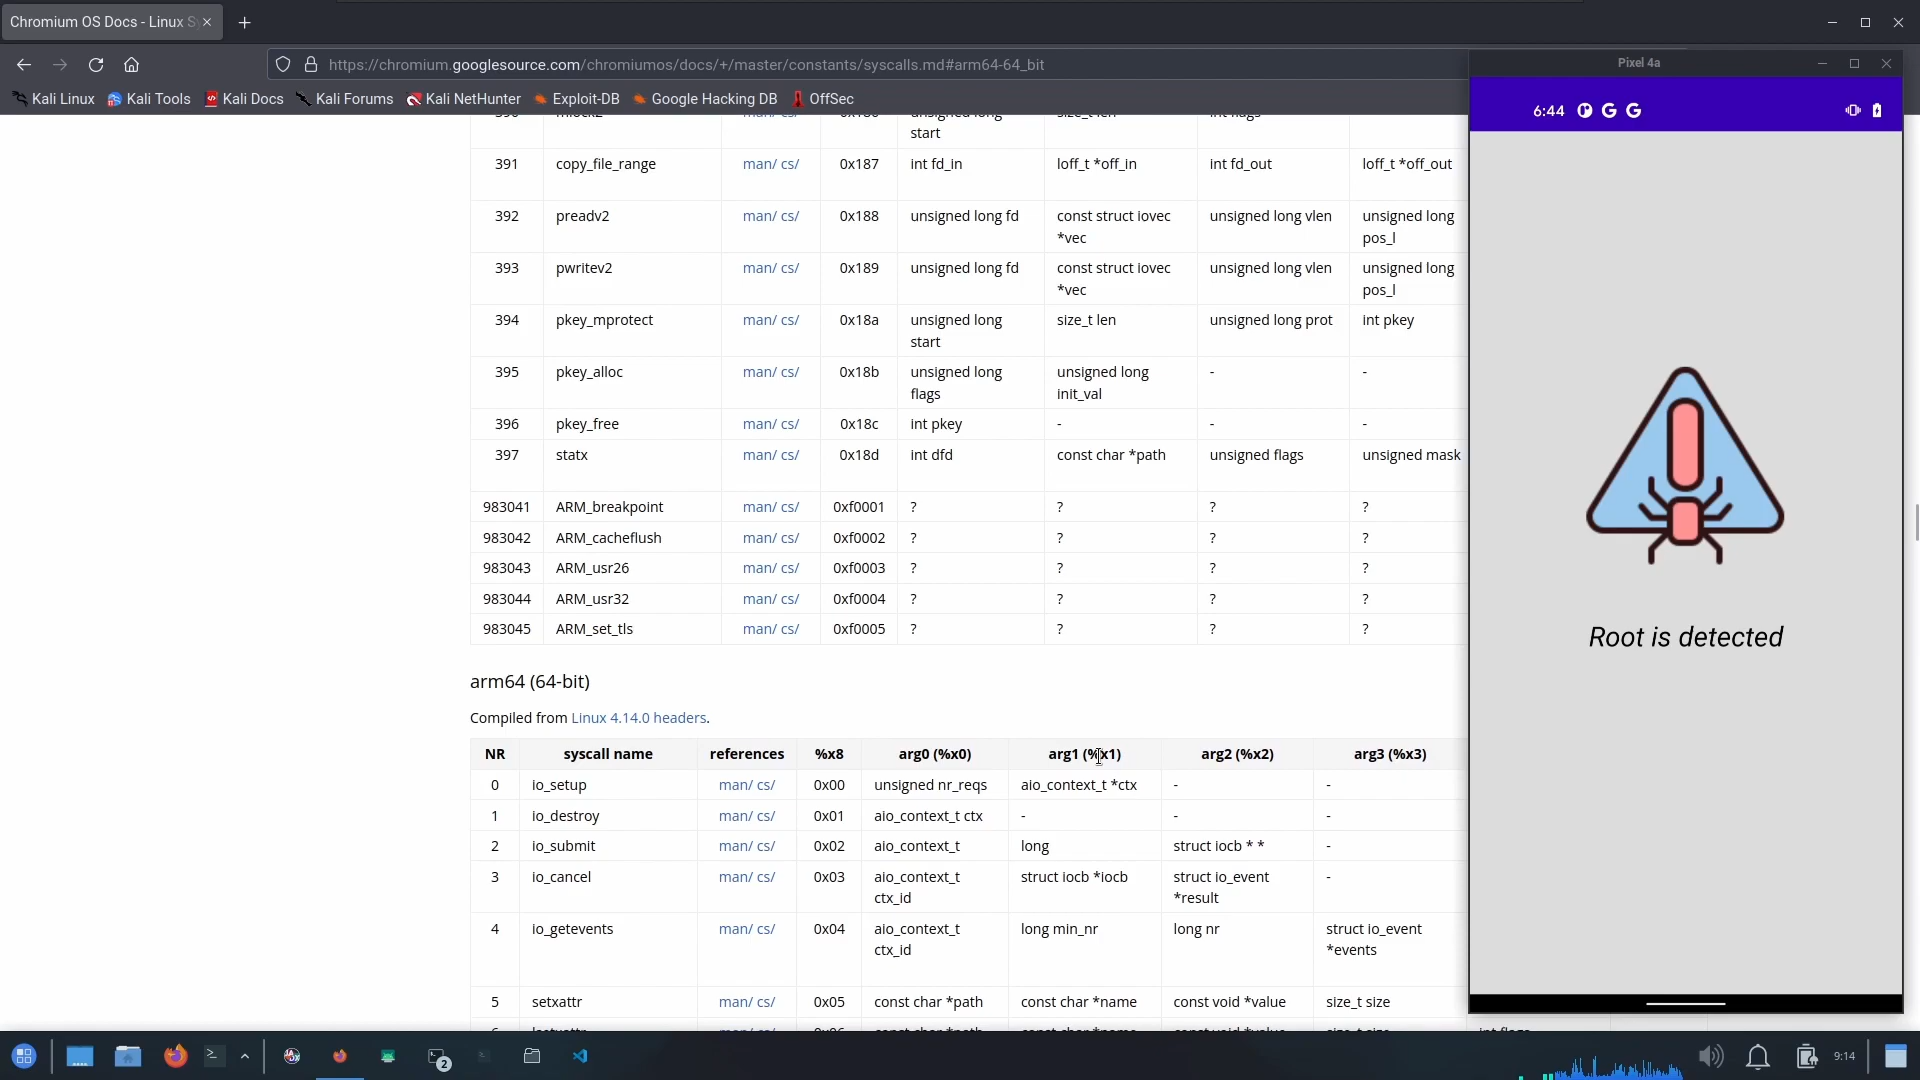 Chromium OS Docs - Linux S
https://chromium.googlesource.com/chromiumos/docs/+/master/constants/syscalls.md#arm64-64_bit
Kali Linux Kali Tools Kali Docs Kali Forums Kali NetHunter Exploit-DB Google Hacking DB OffSec
start
391 copy_file_range man/ cs/ 0x187 int fd_in loff_t *off_in int fd_out loff_t *off_out
392 preadv2 man/ cs/ 0x188 unsigned long fd const struct iovec unsigned long vlen unsigned long
*vec pos_l
393 pwritev2 man/ cs/ 0x189 unsigned long fd const struct iovec unsigned long vlen unsigned long
*vec pos_l
394 pkey_mprotect man/ cs/ 0x18a unsigned long size_t len unsigned long prot int pkey
start
395 pkey_alloc man/ cs/ 0x18b unsigned long unsigned long - -
flags init_val
396 pkey_free man/ cs/ 0x18c int pkey - - -
397 statx man/ cs/ 0x18d int dfd const char *path unsigned flags unsigned mask
983041 ARM_breakpoint man/ cs/ 0xf0001 ? ? ? ?
983042 ARM_cacheflush man/ cs/ 0xf0002 ? ? ? ?
983043 ARM_usr26 man/ cs/ 0xf0003 ? ? ? ?
983044 ARM_usr32 man/ cs/ 0xf0004 ? ? ? ?
983045 ARM_set_tls man/ cs/ 0xf0005 ? ? ? ?
arm64 (64-bit)
Compiled from Linux 4.14.0 headers.
NR syscall name references %x8 arg0 (%x0) arg1 (%x1) arg2 (%x2) arg3 (%x3)
0 io_setup man/ cs/ 0x00 unsigned nr_reqs aio_context_t *ctx - -
1 io_destroy man/ cs/ 0x01 aio_context_t ctx - - -
2 io_submit man/ cs/ 0x02 aio_context_t long struct iocb * * -
3 io_cancel man/ cs/ 0x03 aio_context_t struct iocb *iocb struct io_event -
ctx_id *result
4 io_getevents man/ cs/ 0x04 aio_context_t long min_nr long nr struct io_event
ctx_id *events
5 setxattr man/ cs/ 0x05 const char *path const char *name const void *value size_t size
Pixel 4a
6:44
Root is detected
2
9:14